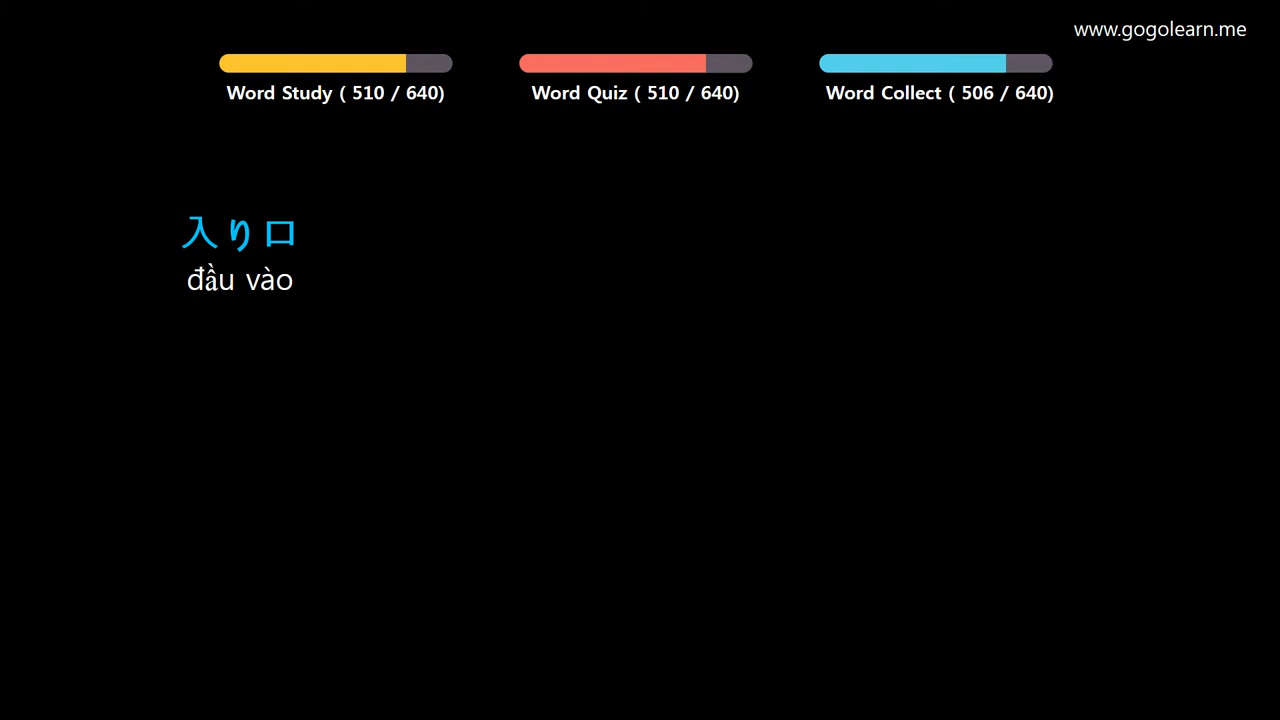 www.gogolearn.me
Word Study ( 510 / 640)
Word Quiz ( 510 / 640)
Word Collect ( 506 / 640)
入り口
đầu vào